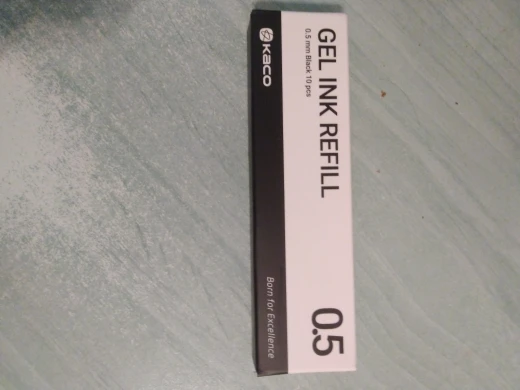 GEL INK REFILL
0.5 mm Black 10 pcs
0.5
KACO
Born for Excellence